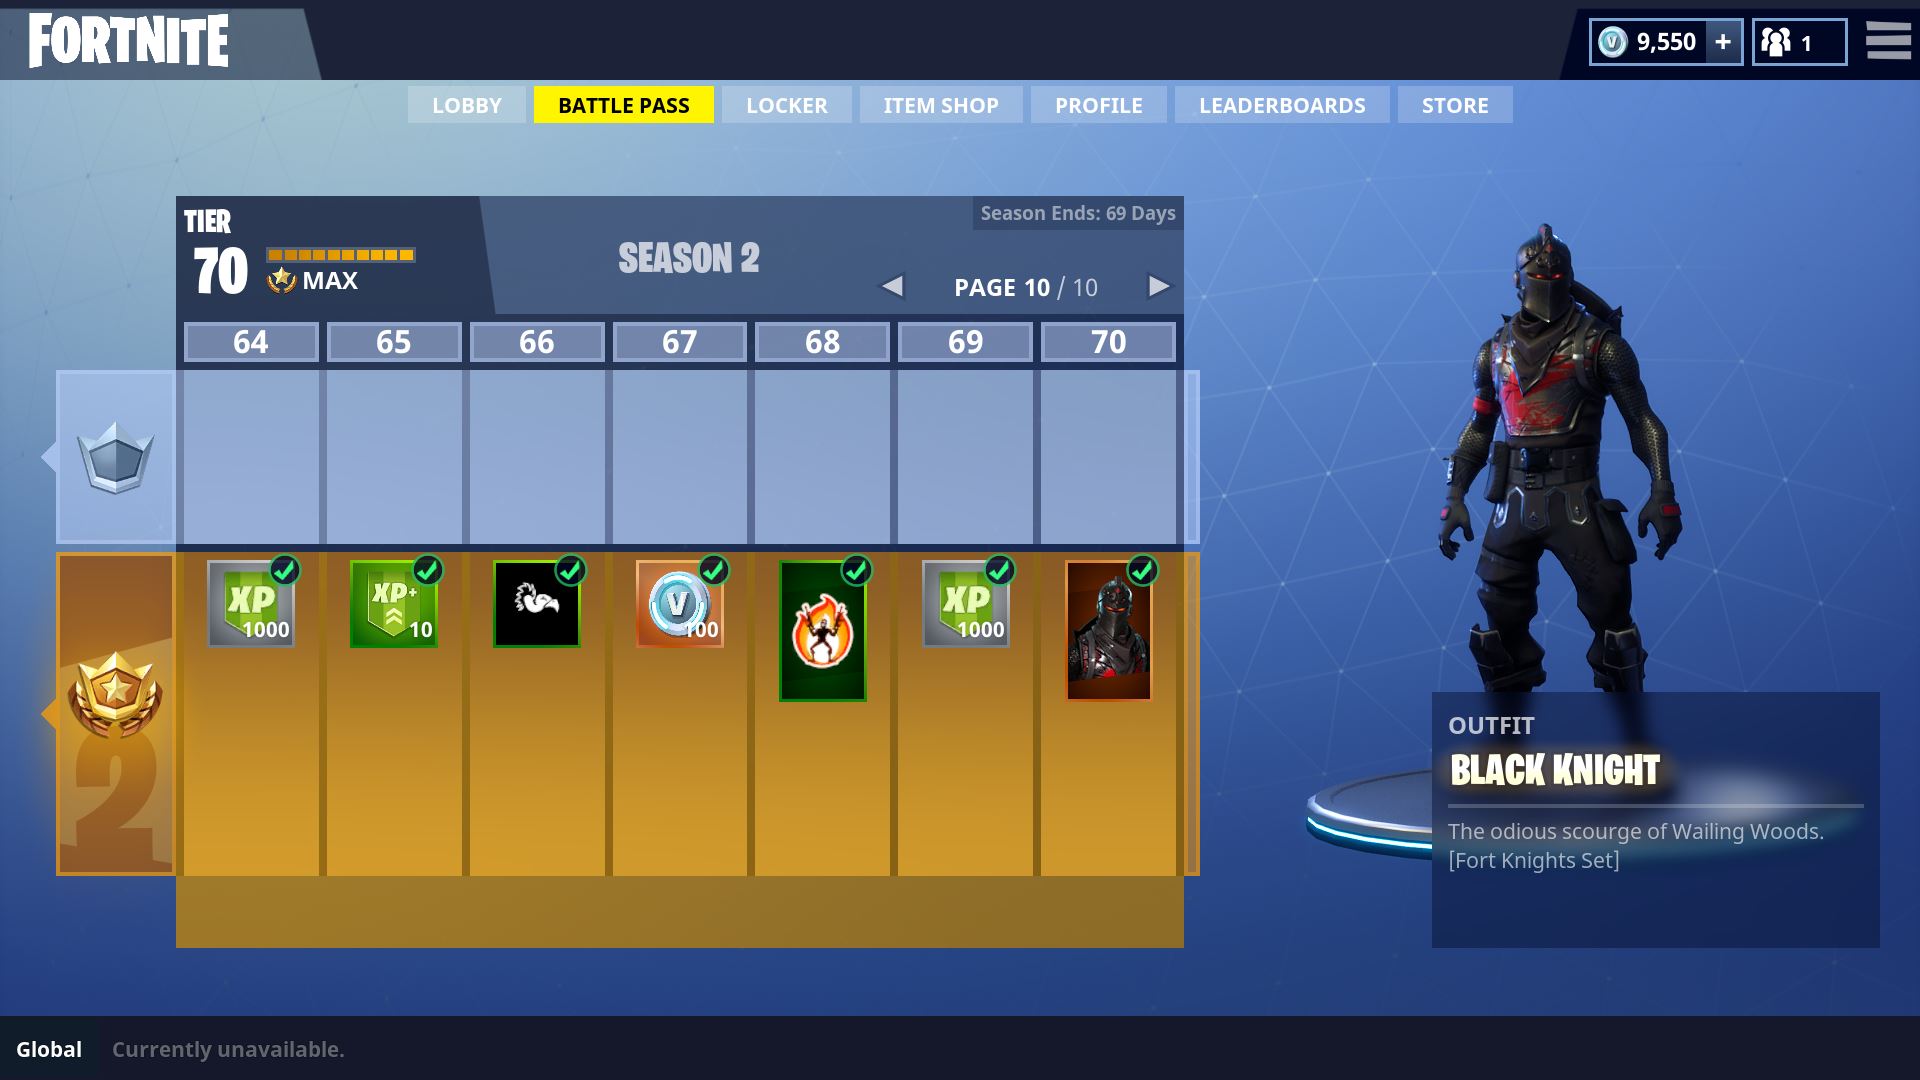 FORTNITE
9,550 +
1
LOBBY
BATTLE PASS
LOCKER
ITEM SHOP
PROFILE
LEADERBOARDS
STORE
TIER
70
MAX
SEASON 2
Season Ends: 69 Days
PAGE 10 / 10
64
65
66
67
68
69
70
XP
1000
XP+
10
V
100
XP
1000
2
OUTFIT
BLACK KNIGHT
The odious scourge of Wailing Woods.
[Fort Knights Set]
Global
Currently unavailable.